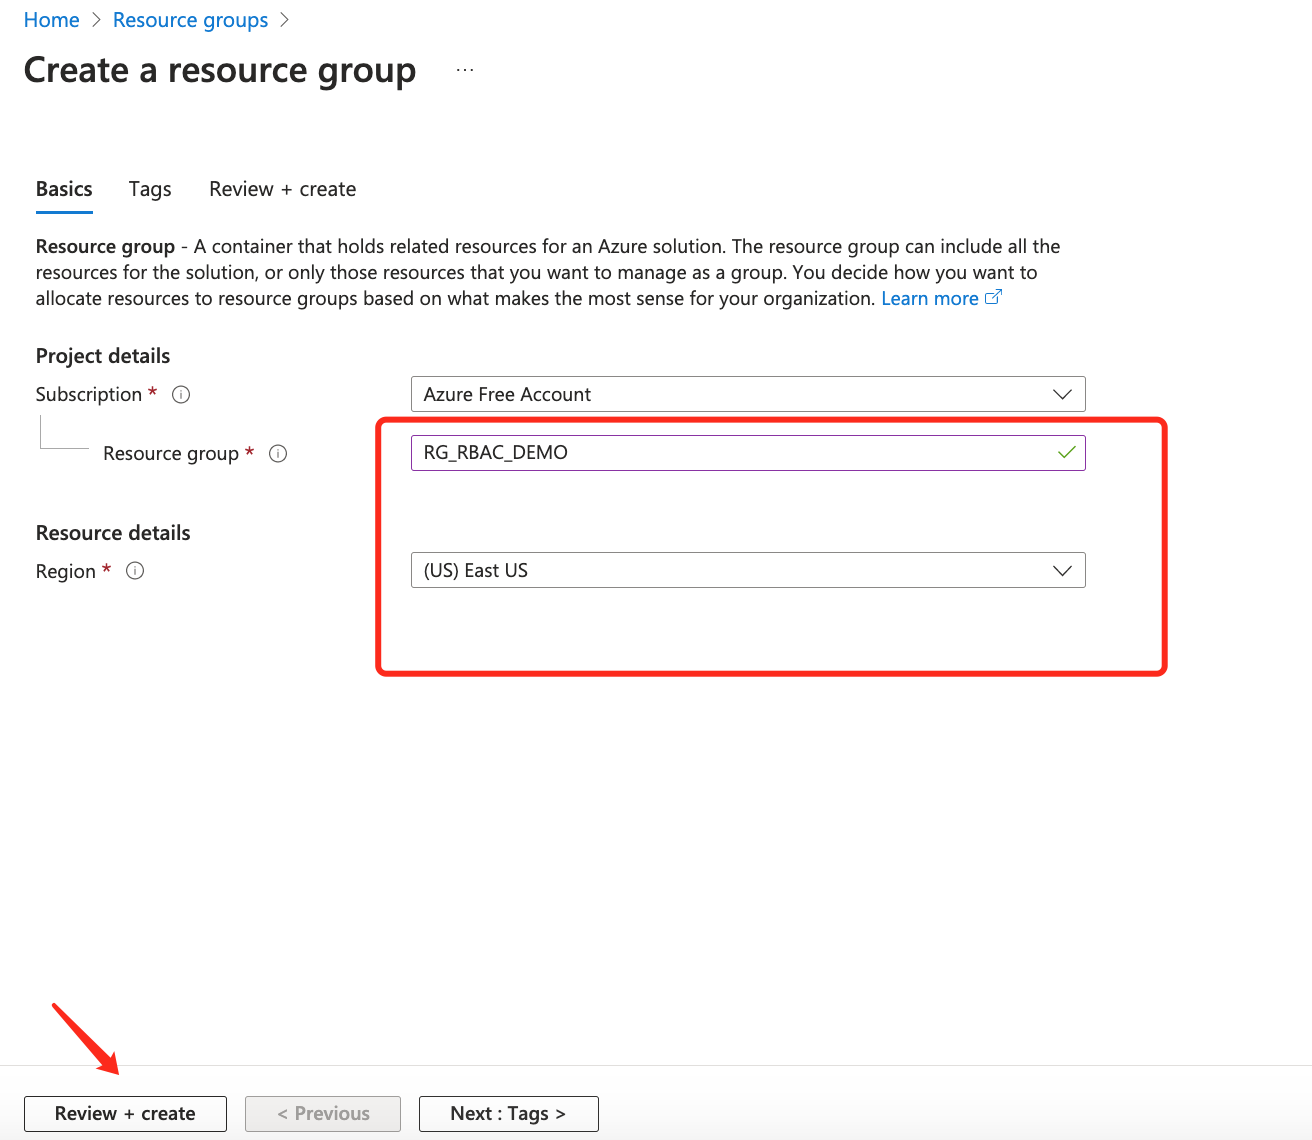 Home > Resource groups >
Create a resource group ...
Basics Tags Review + create
Resource group - A container that holds related resources for an Azure solution. The resource group can include all the
resources for the solution, or only those resources that you want to manage as a group. You decide how you want to
allocate resources to resource groups based on what makes the most sense for your organization. Learn more
Project details
Subscription * Azure Free Account
Resource group * RG_RBAC_DEMO
Resource details
Region * (US) East US
Review + create < Previous Next : Tags >